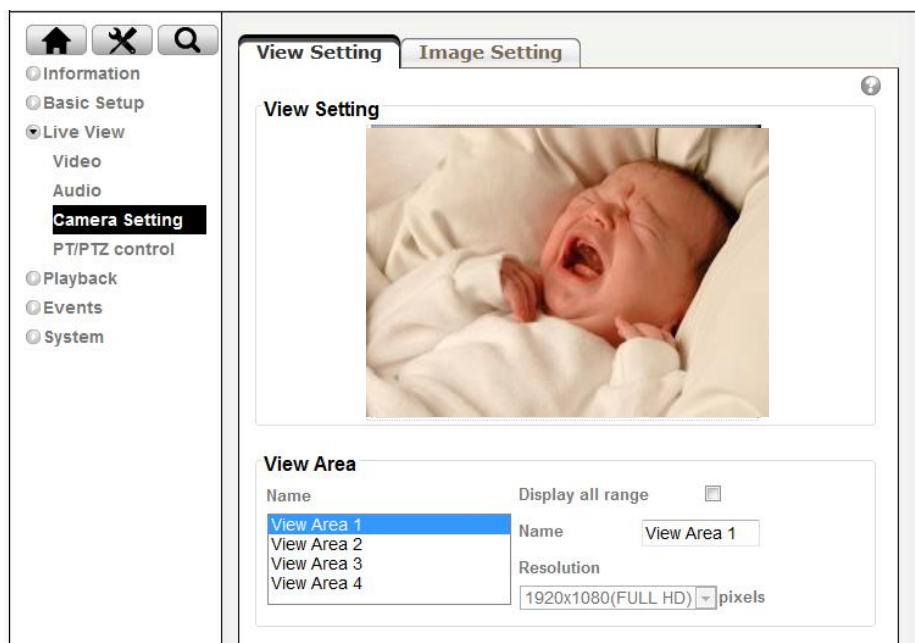 Information
Basic Setup
Live View
Video
Audio
Camera Setting
PT/PTZ control
Playback
Events
System
View Setting
Image Setting
?
View Setting
View Area
Name
View Area 1
View Area 2
View Area 3
View Area 4
Display all range
Name View Area 1
Resolution
1920x1080(FULL HD) pixels